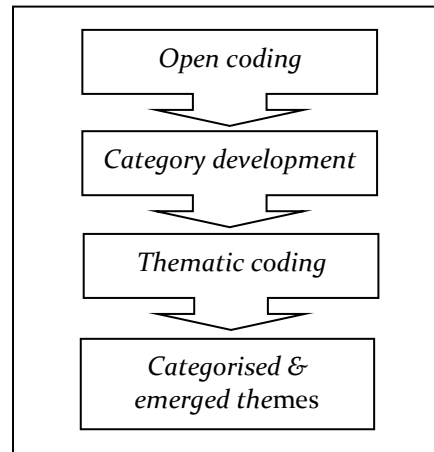 Open coding
Category development
Thematic coding
Categorised &
emerged themes